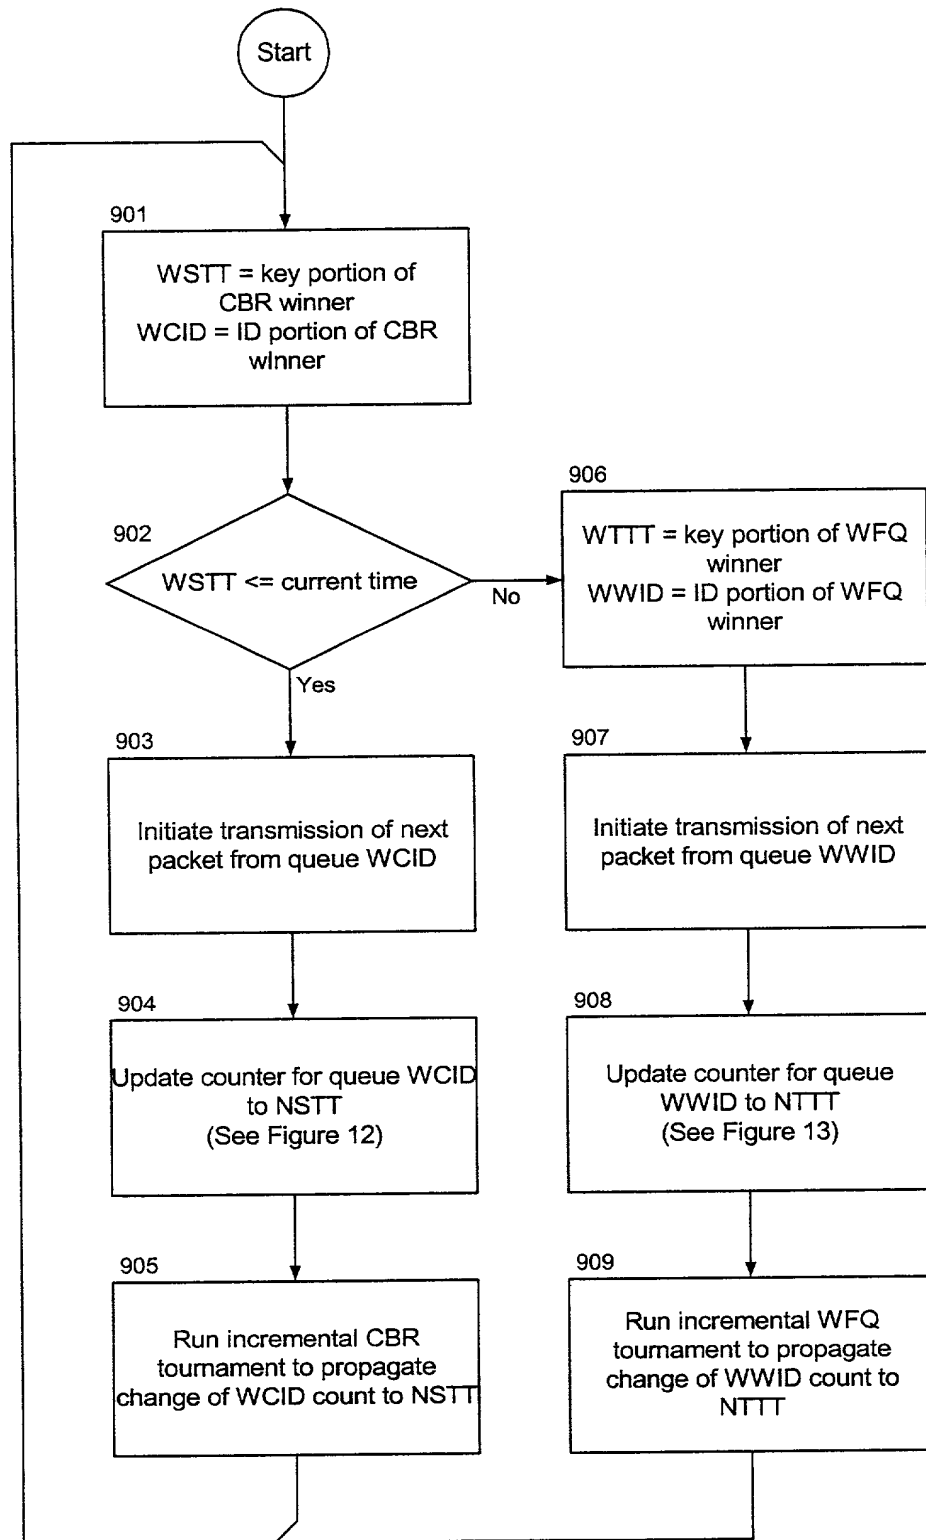 Start
901
WSTT = key portion of
CBR winner
WCID = ID portion of CBR
winner
902
WSTT <= current time
No
Yes
906
WTTT = key portion of WFQ
winner
WWID = ID portion of WFQ
winner
903
Initiate transmission of next
packet from queue WCID
907
Initiate transmission of next
packet from queue WWID
904
Update counter for queue WCID
to NSTT
(See Figure 12)
908
Update counter for queue
WWID to NTTT
(See Figure 13)
905
Run incremental CBR
tournament to propagate
change of WCID count to NSTT
909
Run incremental WFQ
tournament to propagate
change of WWID count to
NTTT